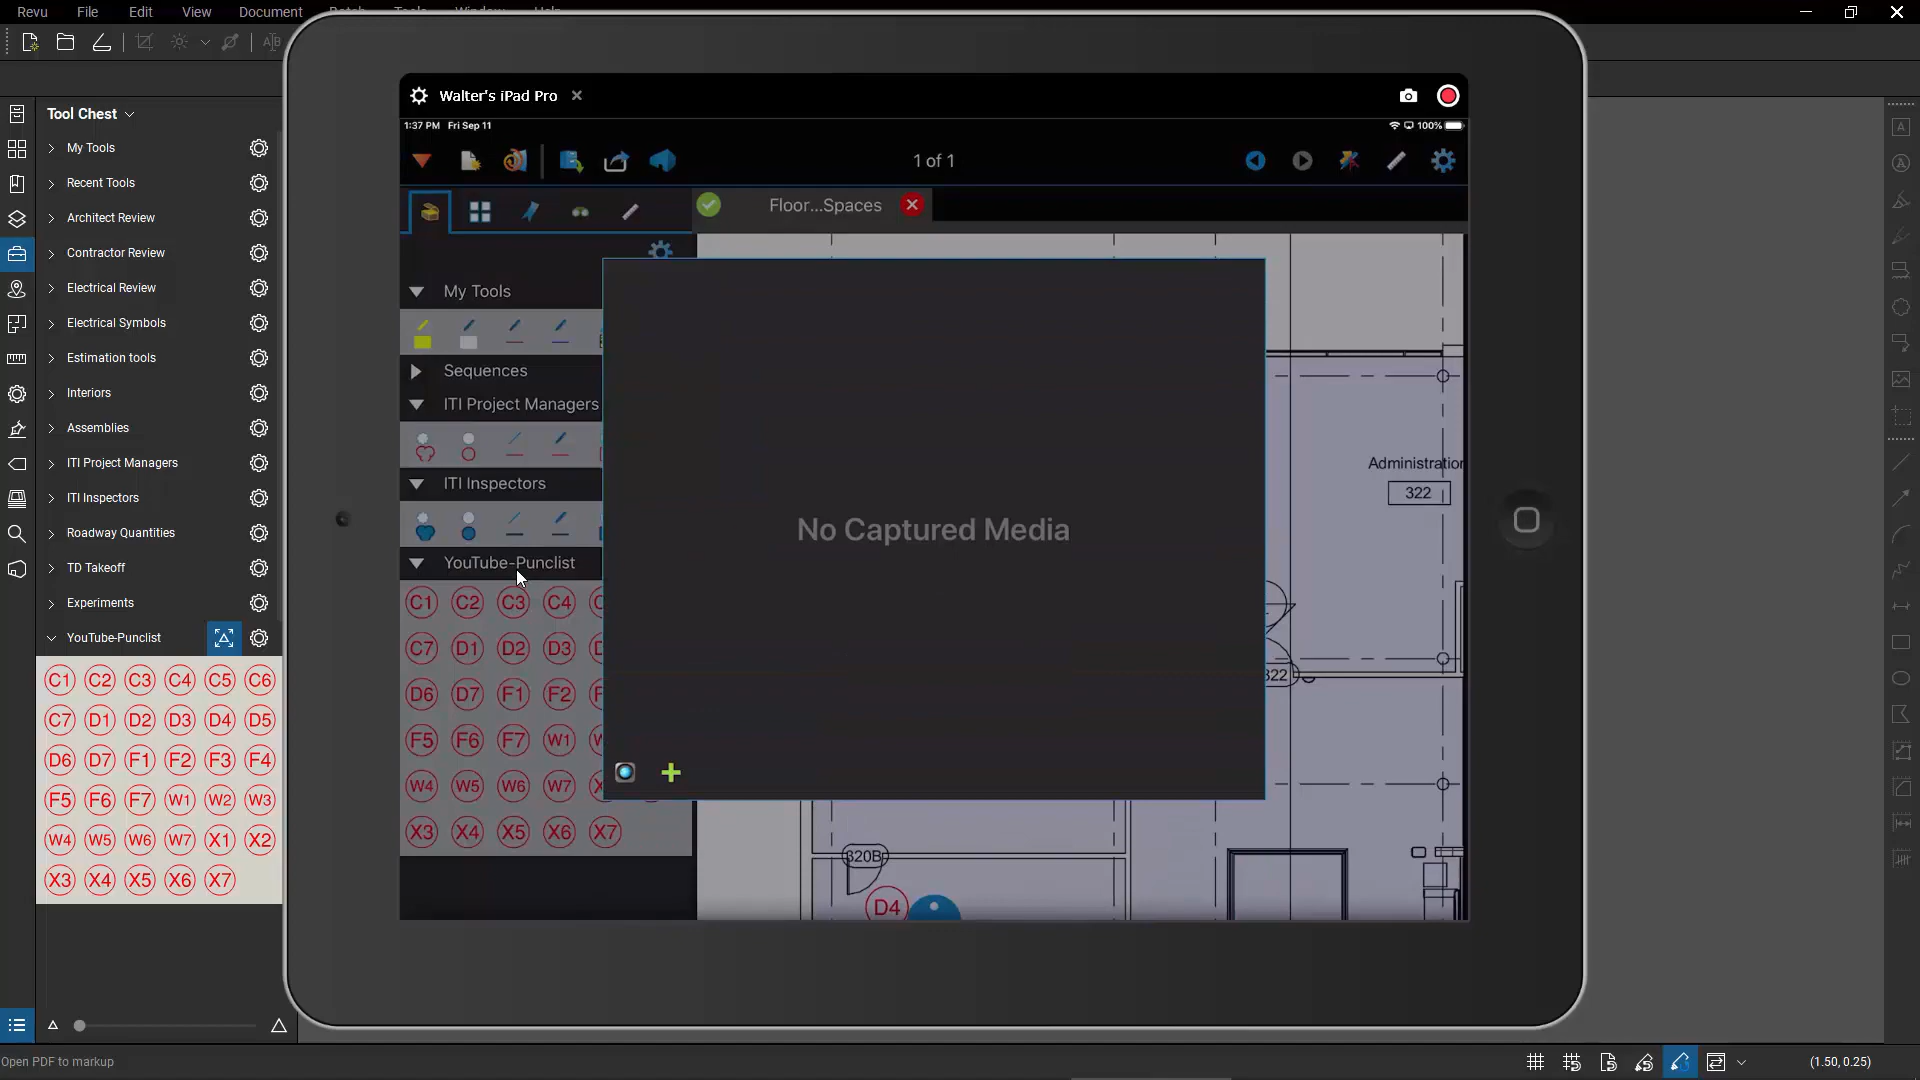 Revu File Edit View Document Batch Tools Window Help
Tool Chest
My Tools
Recent Tools
Architect Review
Contractor Review
Electrical Review
Electrical Symbols
Estimation tools
Interiors
Assemblies
ITI Project Managers
ITI Inspectors
Roadway Quantities
TD Takeoff
Experiments
YouTube-Punclist
C1 C2 C3 C4 C5 C6
C7 D1 D2 D3 D4 D5
D6 D7 F1 F2 F3 F4
F5 F6 F7 W1 W2 W3
W4 W5 W6 W7 X1 X2
X3 X4 X5 X6 X7
Open PDF to markup
Walter's iPad Pro
1:37 PM Fri Sep 11
100%
1 of 1
Floor...Spaces
My Tools
Sequences
ITI Project Managers
ITI Inspectors
YouTube-Punclist
C1 C2 C3 C4
C7 D1 D2 D3
D6 D7 F1 F2
F5 F6 F7 W1
W4 W5 W6 W7
X3 X4 X5 X6 X7
No Captured Media
Administration
322
322
320B
D4
(1.50, 0.25)